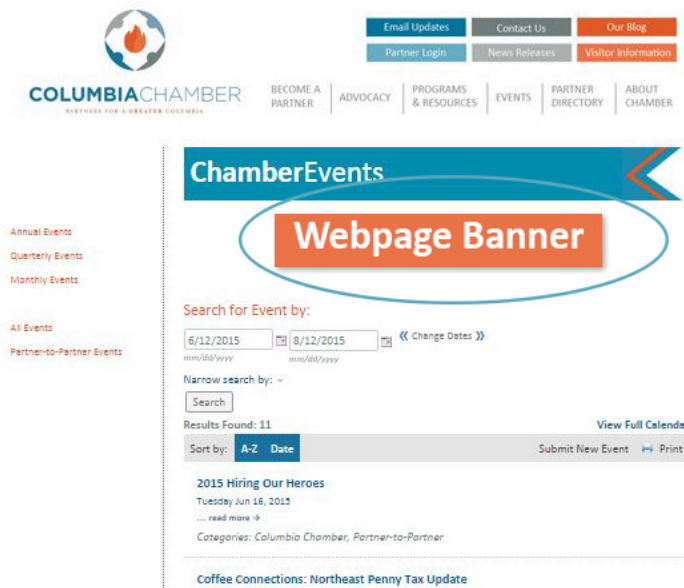 Email Updates Contact Us Our Blog
Partner Login News Releases Visitor Information
COLUMBIACHAMBER
PARTNERS FOR A GREATER COLUMBIA
BECOME A PARTNER ADVOCACY PROGRAMS & RESOURCES EVENTS PARTNER DIRECTORY ABOUT CHAMBER
ChamberEvents
Webpage Banner
Annual Events
Quarterly Events
Monthly Events
All Events
Partner-to-Partner Events
Search for Event by:
6/12/2015 8/12/2015 << Change Dates >>
mm/dd/yyyy mm/dd/yyyy
Narrow search by:
Search
Results Found: 11 View Full Calenda
Sort by: A-Z Date Submit New Event Print
2015 Hiring Our Heroes
Tuesday Jun 16, 2015
.... read more →
Categories: Columbia Chamber, Partner-to-Partner
Coffee Connections: Northeast Penny Tax Update